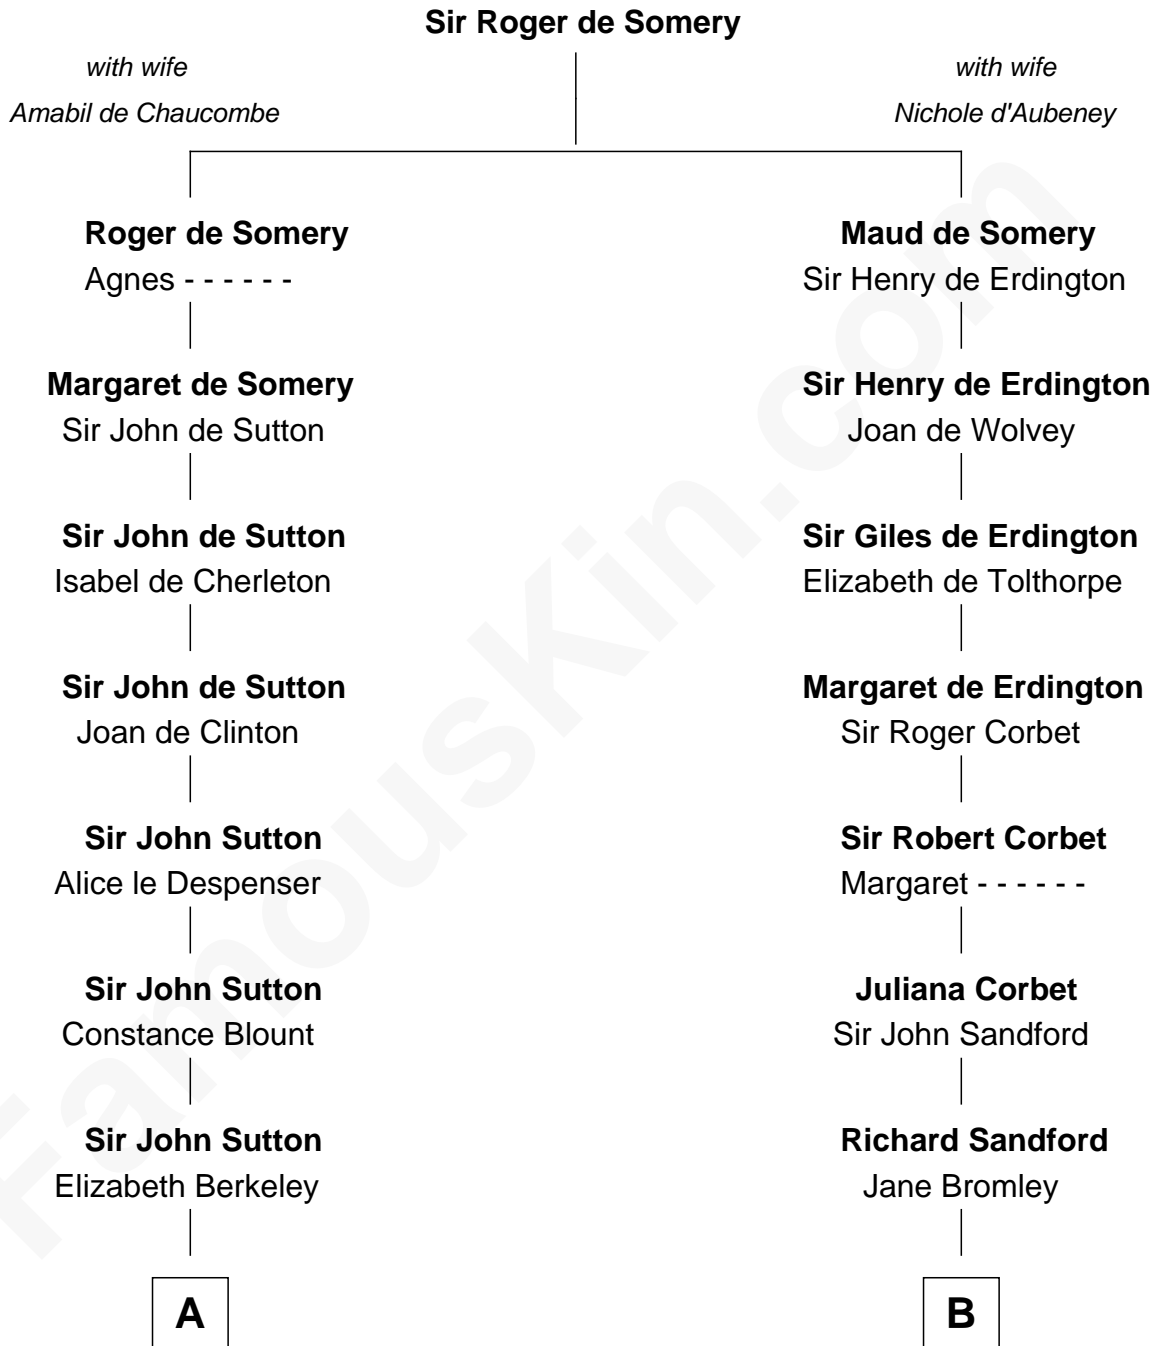 Sir Roger de Somery
with wife
Amabil de Chaucombe
with wife
Nichole d'Aubeney
Roger de Somery
Agnes - - - - - -
Maud de Somery
Sir Henry de Erdington
Margaret de Somery
Sir John de Sutton
Sir Henry de Erdington
Joan de Wolvey
Sir John de Sutton
Isabel de Cherleton
Sir Giles de Erdington
Elizabeth de Tolthorpe
Sir John de Sutton
Joan de Clinton
Margaret de Erdington
Sir Roger Corbet
Sir John Sutton
Alice le Despenser
Sir Robert Corbet
Margaret - - - - - -
Sir John Sutton
Constance Blount
Juliana Corbet
Sir John Sandford
Sir John Sutton
Elizabeth Berkeley
Richard Sandford
Jane Bromley
A
B
FamousKin.com